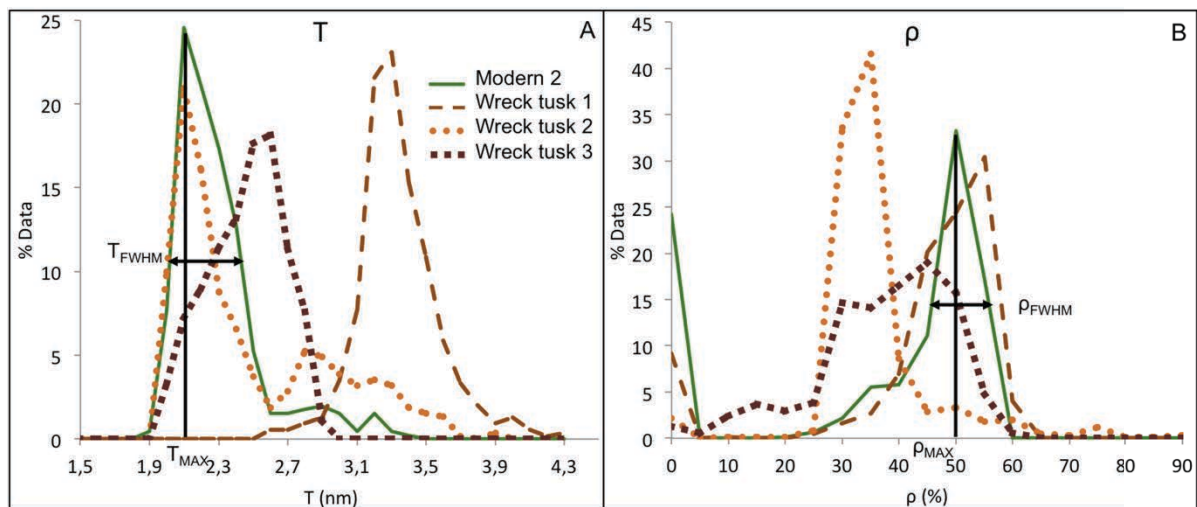 T
A
25
20
15
10
5
0
% Data
Modern 2
Wreck tusk 1
Wreck tusk 2
Wreck tusk 3
TFWHM
TMAX
1,5 1,9 2,3 2,7 3,1 3,5 3,9 4,3
T (nm)
ρ
B
45
40
35
30
25
20
15
10
5
0
% Data
ρFWHM
ρMAX
0 10 20 30 40 50 60 70 80 90
ρ (%)